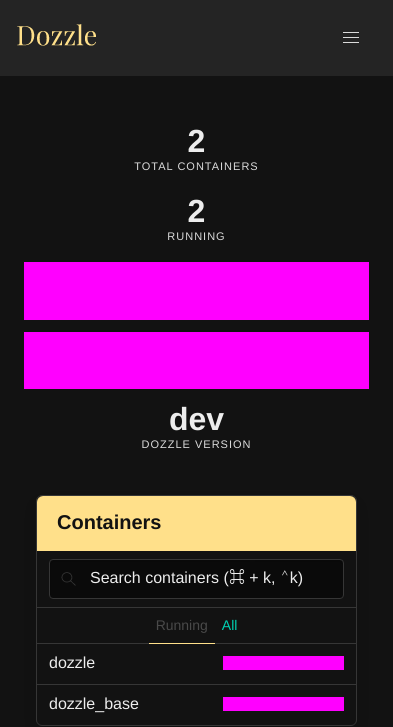 Dozzle
2
TOTAL CONTAINERS
2
RUNNING
dev
DOZZLE VERSION
Containers
Search containers (⌘ + k, ⌃k)
Running All
dozzle
dozzle_base